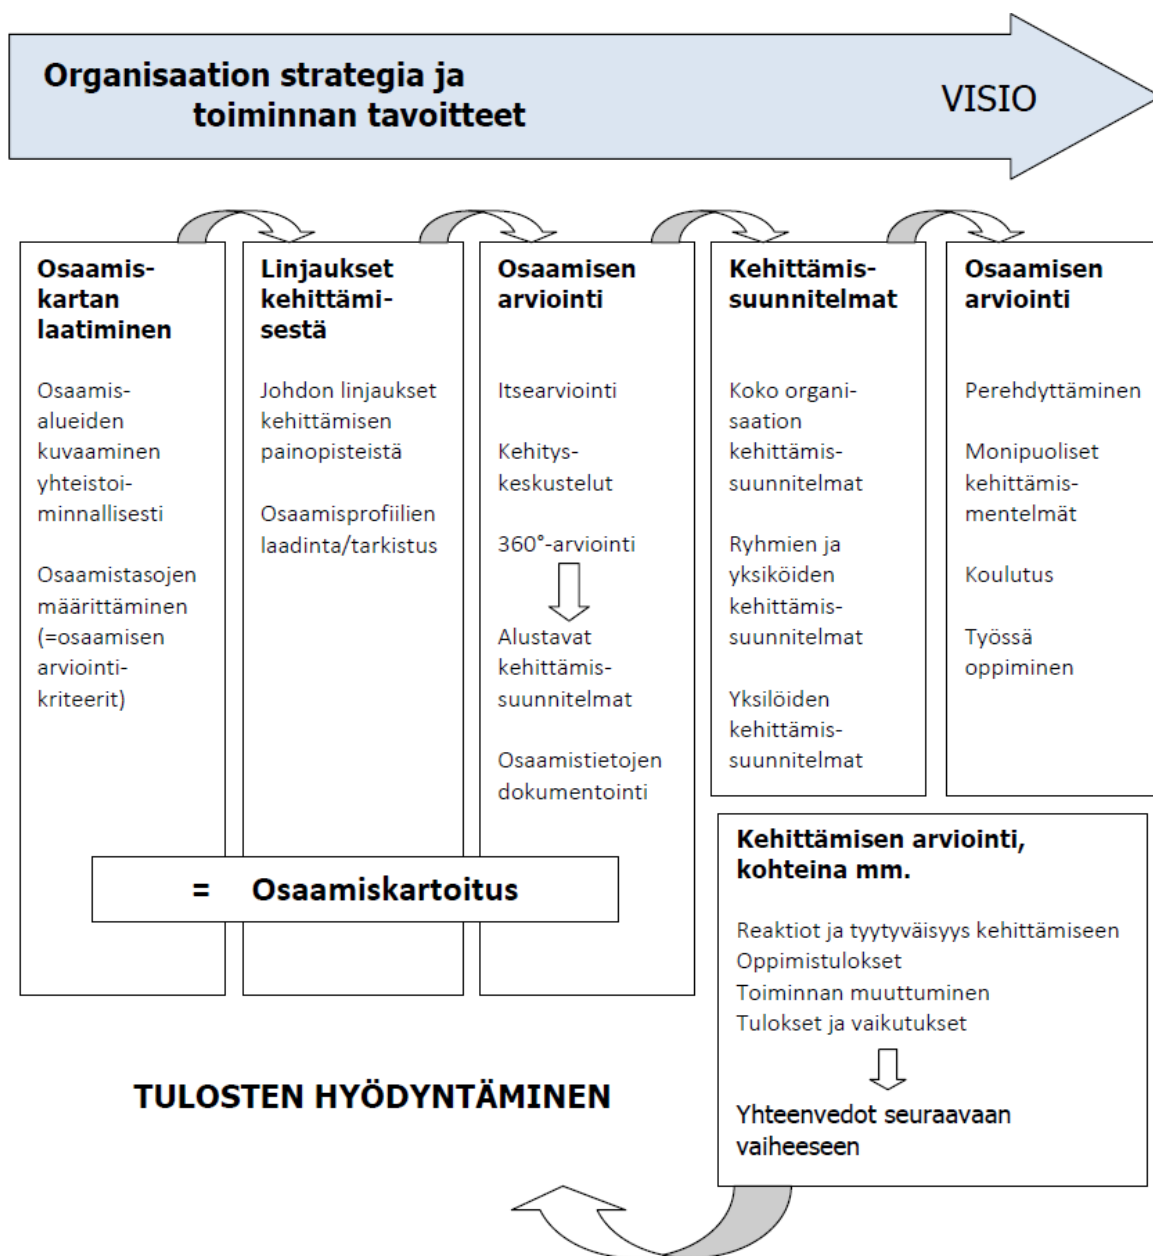 Organisaation strategia ja
toiminnan tavoitteet
VISIO
Osaamis-
kartan
laatiminen
Osaamis-
alueiden
kuvaaminen
yhteistoi-
minnallisesti
Osaamistasojen
määrittäminen
(=osaamisen
arviointi-
kriteerit)
Linjaukset
kehittämi-
sestä
Johdon linjaukset
kehittämisen
painopisteistä
Osaamisprofiilien
laadinta/tarkistus
Osaamisen
arviointi
Itsearviointi
Kehitys-
keskustelut
360°-arviointi
Alustavat
kehittämis-
suunnitelmat
Osaamistietojen
dokumentointi
Kehittämis-
suunnitelmat
Koko organi-
saation
kehittämis-
suunnitelmat
Ryhmien ja
yksiköiden
kehittämis-
suunnitelmat
Yksilöiden
kehittämis-
suunnitelmat
Osaamisen
arviointi
Perehdyttäminen
Monipuoliset
kehittämis-
mentelmät
Koulutus
Työssä
oppiminen
= Osaamiskartoitus
Kehittämisen arviointi,
kohteina mm.
Reaktiot ja tyytyväisyys kehittämiseen
Oppimistulokset
Toiminnan muuttuminen
Tulokset ja vaikutukset
Yhteenvedot seuraavaan
vaiheeseen
TULOSTEN HYÖDYNTÄMINEN